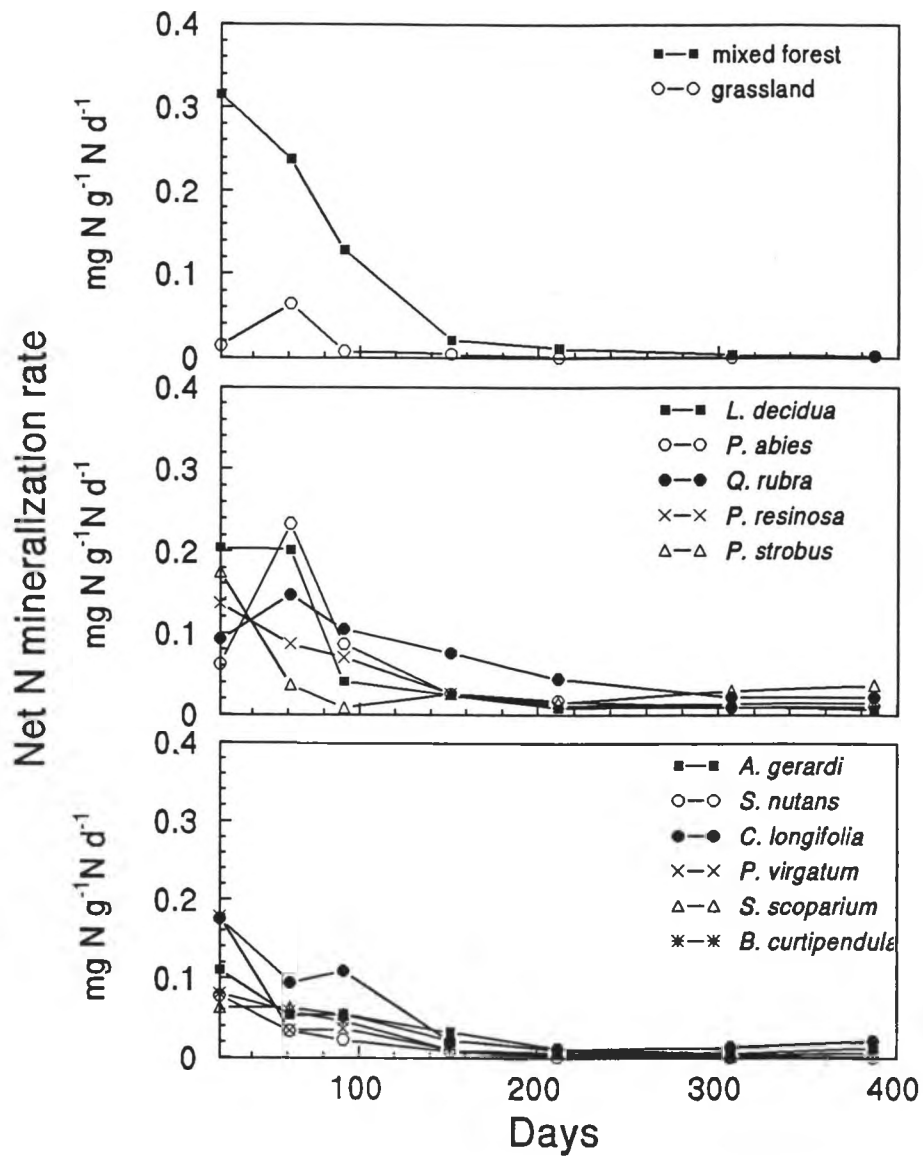 Net N mineralization rate
mg N g⁻¹ N d⁻¹
0.4
0.3
0.2
0.1
0
mixed forest
grassland
mg N g⁻¹N d⁻¹
0.4
0.3
0.2
0.1
0
L. decidua
P. abies
Q. rubra
P. resinosa
P. strobus
mg N g⁻¹N d⁻¹
0.4
0.3
0.2
0.1
0
A. gerardi
S. nutans
C. longifolia
P. virgatum
S. scoparium
B. curtipendula
100 200 300 400
Days